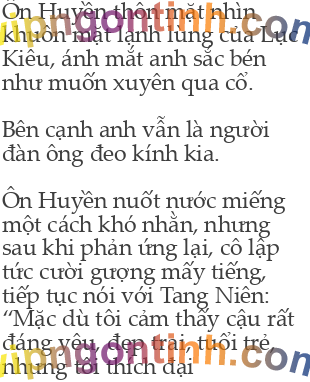 Ôn Huyền thộn mặt nhìn
khuôn mặt lạnh lùng của Lục
Kiêu, ánh mắt anh sắc bén
như muốn xuyên qua cổ.
Bên cạnh anh vẫn là người
đàn ông đeo kính kia.
Ôn Huyền nuốt nước miếng
một cách khó nhằn, nhưng
sau khi phản ứng lại, cô lập
tức cười gượng mấy tiếng,
tiếp tục nói với Tang Niên:
“Mặc dù tôi cảm thấy cậu rất
đáng yêu, đẹp trai, tuổi trẻ,
nhưng tôi thích đại
vipngontinh.com
vipngontinh.com